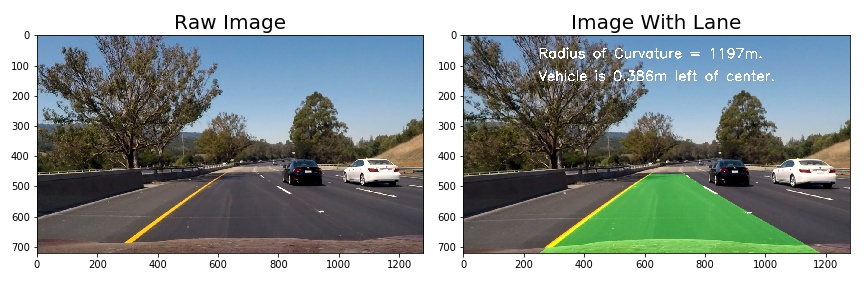 Raw Image
0
100
200
300
400
500
600
700
0 200 400 600 800 1000 1200
Image With Lane
Radius of Curvature = 1197m.
Vehicle is 0.386m left of center.
0
100
200
300
400
500
600
700
0 200 400 600 800 1000 1200